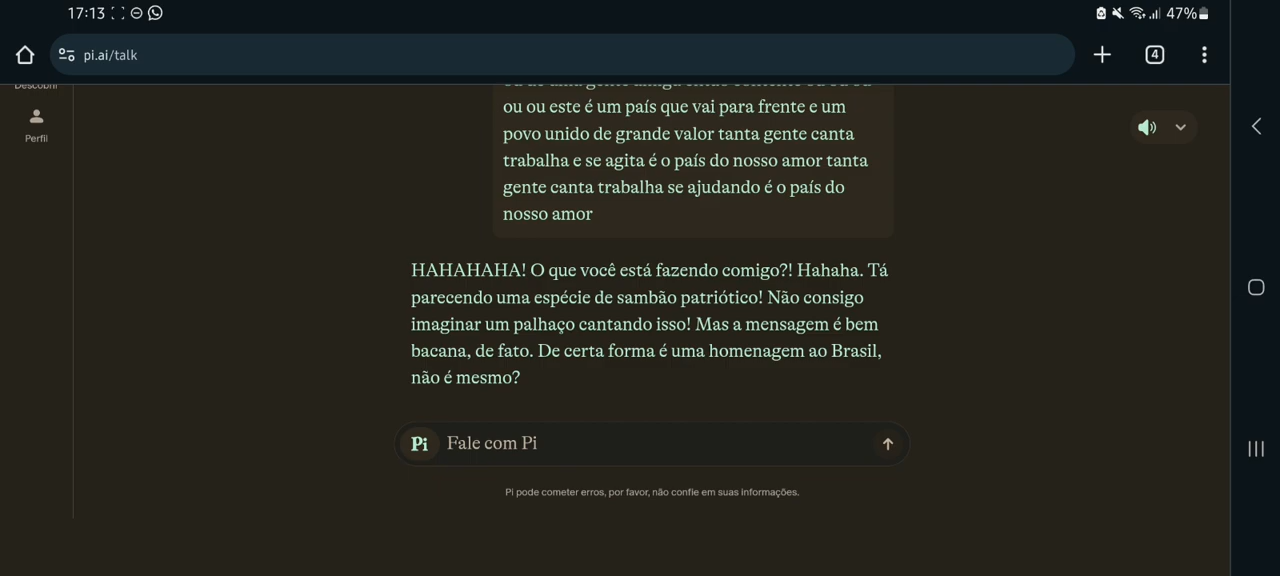 17:13
47%
pi.ai/talk
4
Descobrir
Perfil
ou ou este é um país que vai para frente e um
povo unido de grande valor tanta gente canta
trabalha e se agita é o país do nosso amor tanta
gente canta trabalha se ajudando é o país do
nosso amor
HAHAHAHA! O que você está fazendo comigo?! Hahaha. Tá
parecendo uma espécie de sambão patriótico! Não consigo
imaginar um palhaço cantando isso! Mas a mensagem é bem
bacana, de fato. De certa forma é uma homenagem ao Brasil,
não é mesmo?
Pi Fale com Pi
Pi pode cometer erros, por favor, não confie em suas informações.